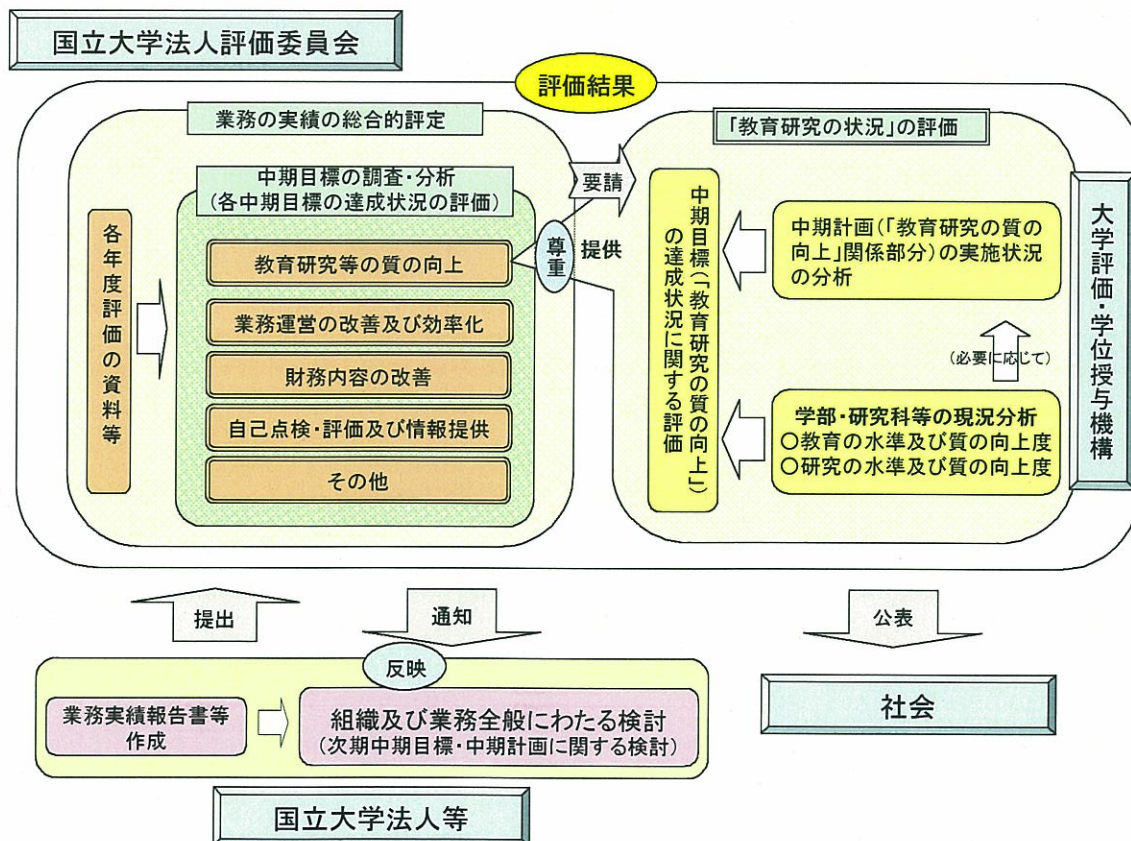 国立大学法人評価委員会
評価結果
業務の実績の総合的評定
中期目標の調査・分析
(各中期目標の達成状況の評価)
各年度評価の資料等
教育研究等の質の向上
業務運営の改善及び効率化
財務内容の改善
自己点検・評価及び情報提供
その他
要請
尊重
提供
「教育研究の状況」の評価
中期目標(「教育研究の質の向上」)
の達成状況に関する評価
中期計画(「教育研究の質の
向上」関係部分)の実施状況
の分析
(必要に応じて)
学部・研究科等の現況分析
○教育の水準及び質の向上度
○研究の水準及び質の向上度
大学評価・学位授与機構
提出
通知
公表
反映
業務実績報告書等
作成
組織及び業務全般にわたる検討
(次期中期目標・中期計画に関する検討)
社会
国立大学法人等